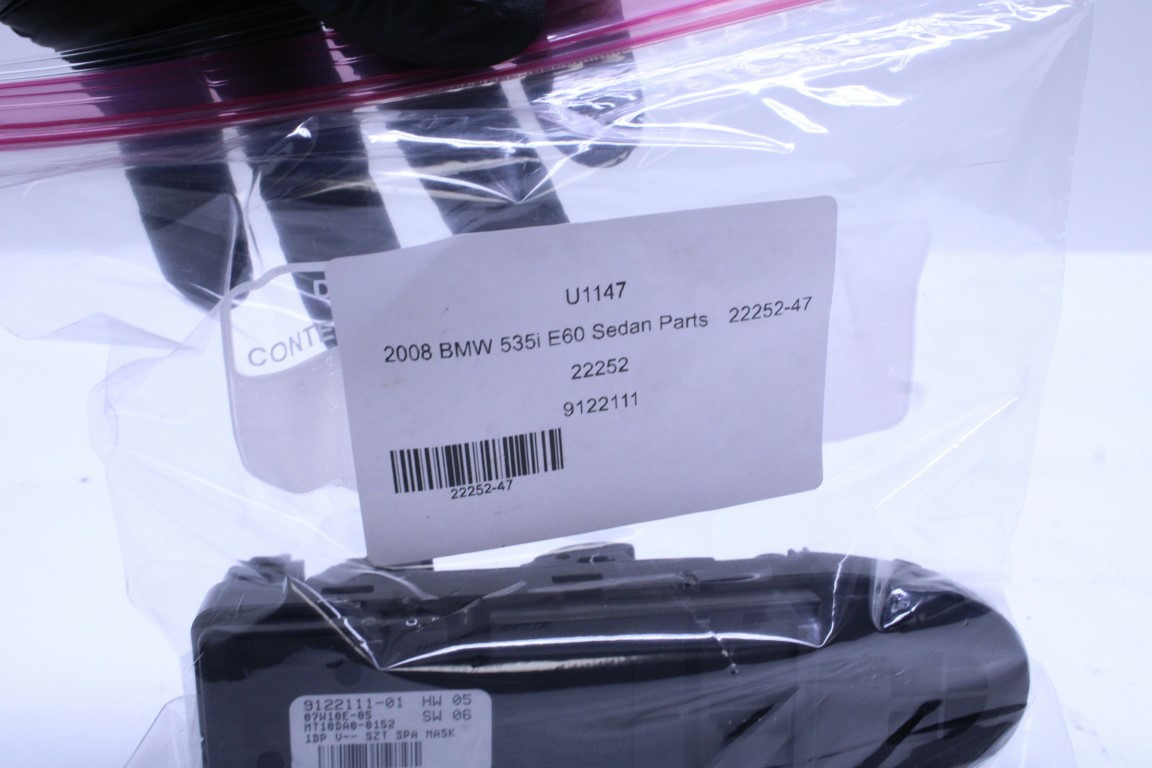 U1147
2008 BMW 535i E60 Sedan Parts 22252-47
22252
9122111
22252-47
9122111-01 HW 05
07W10E-05 SW 06
MT10DA0-0152
1DP V-- SZT SPA MASK